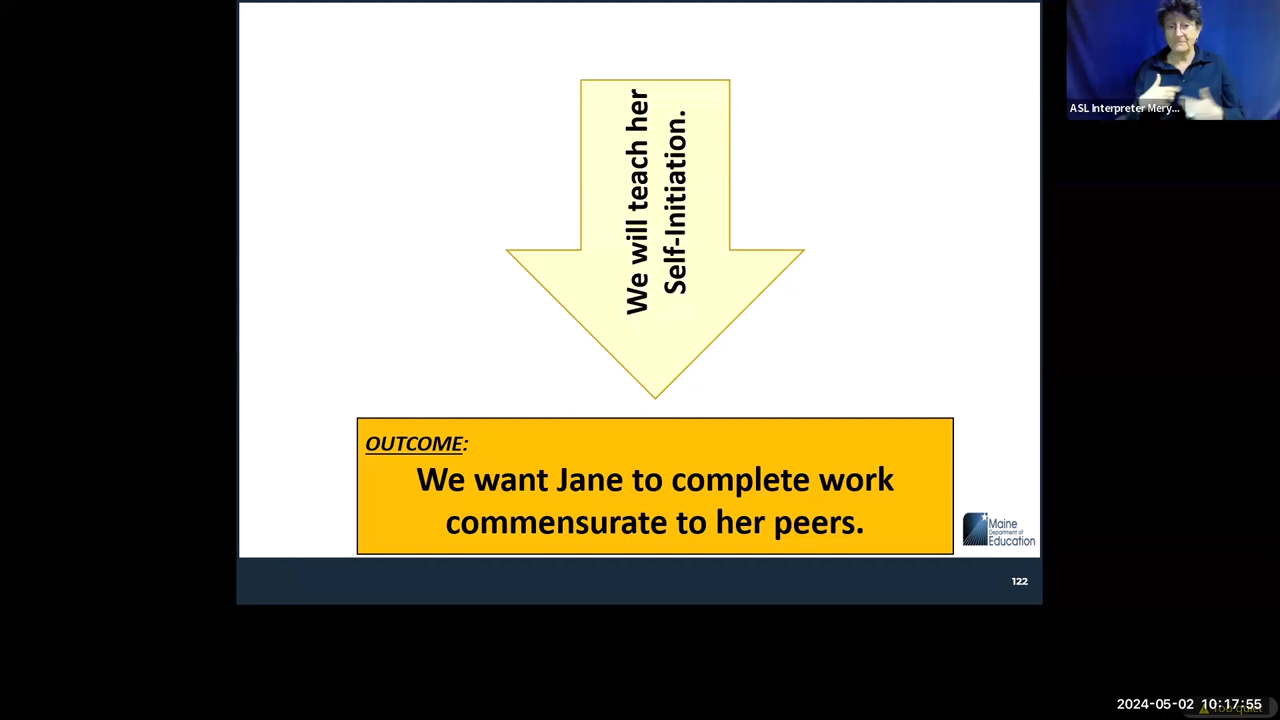 ASL Interpreter Mery...
We will teach her
Self-Initiation.
OUTCOME:
We want Jane to complete work
commensurate to her peers.
Maine
Department of
Education
122
2024-05-02 10:17:55